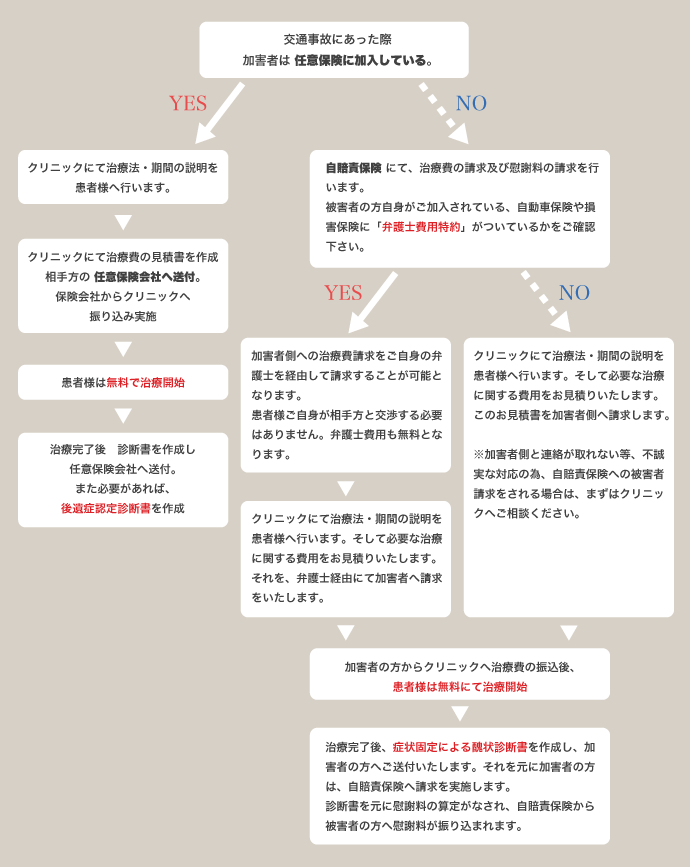 交通事故にあった際
加害者は 任意保険に加入している。
YES
NO
クリニックにて治療法・期間の説明を
患者様へ行います。
クリニックにて治療費の見積書を作成
相手方の 任意保険会社へ送付。
保険会社からクリニックへ
振り込み実施
患者様は無料で治療開始
治療完了後　診断書を作成し
任意保険会社へ送付。
また必要があれば、
後遺症認定診断書を作成
自賠責保険 にて、治療費の請求及び慰謝料の請求を行
います。
被害者の方自身がご加入されている、自動車保険や損
害保険に「弁護士費用特約」がついているかをご確認
下さい。
YES
NO
加害者側への治療費請求をご自身の弁
護士を経由して請求することが可能と
なります。
患者様ご自身が相手方と交渉する必要
はありません。弁護士費用も無料とな
ります。
クリニックにて治療法・期間の説明を
患者様へ行います。そして必要な治療
に関する費用をお見積りいたします。
それを、弁護士経由にて加害者へ請求
をいたします。
クリニックにて治療法・期間の説明を
患者様へ行います。そして必要な治療
に関する費用をお見積りいたします。
このお見積書を加害者側へ請求します。
※加害者側と連絡が取れない等、不誠
実な対応の為、自賠責保険への被害者
請求をされる場合は、まずはクリニッ
クへご相談ください。
加害者の方からクリニックへ治療費の振込後、
患者様は無料にて治療開始
治療完了後、症状固定による醜状診断書を作成し、加
害者の方へご送付いたします。それを元に加害者の方
は、自賠責保険へ請求を実施します。
診断書を元に慰謝料の算定がなされ、自賠責保険から
被害者の方へ慰謝料が振り込まれます。